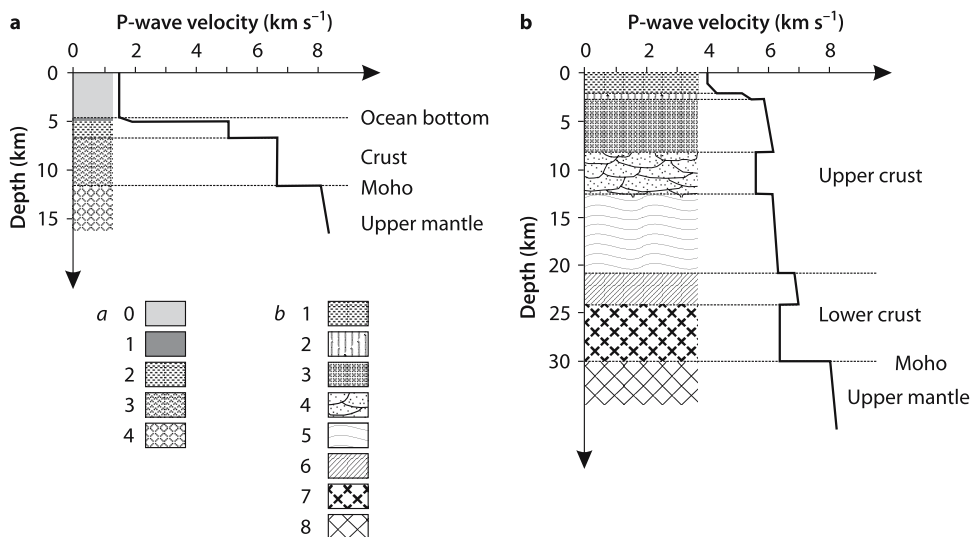 a
P-wave velocity (km s⁻¹)
0 2 4 6 8
0
5
10
15
Depth (km)
Ocean bottom
Crust
Moho
Upper mantle
a 0
1
2
3
4
b 1
2
3
4
5
6
7
8
b
P-wave velocity (km s⁻¹)
0 2 4 6 8
0
5
10
15
20
25
30
Depth (km)
Upper crust
Lower crust
Moho
Upper mantle